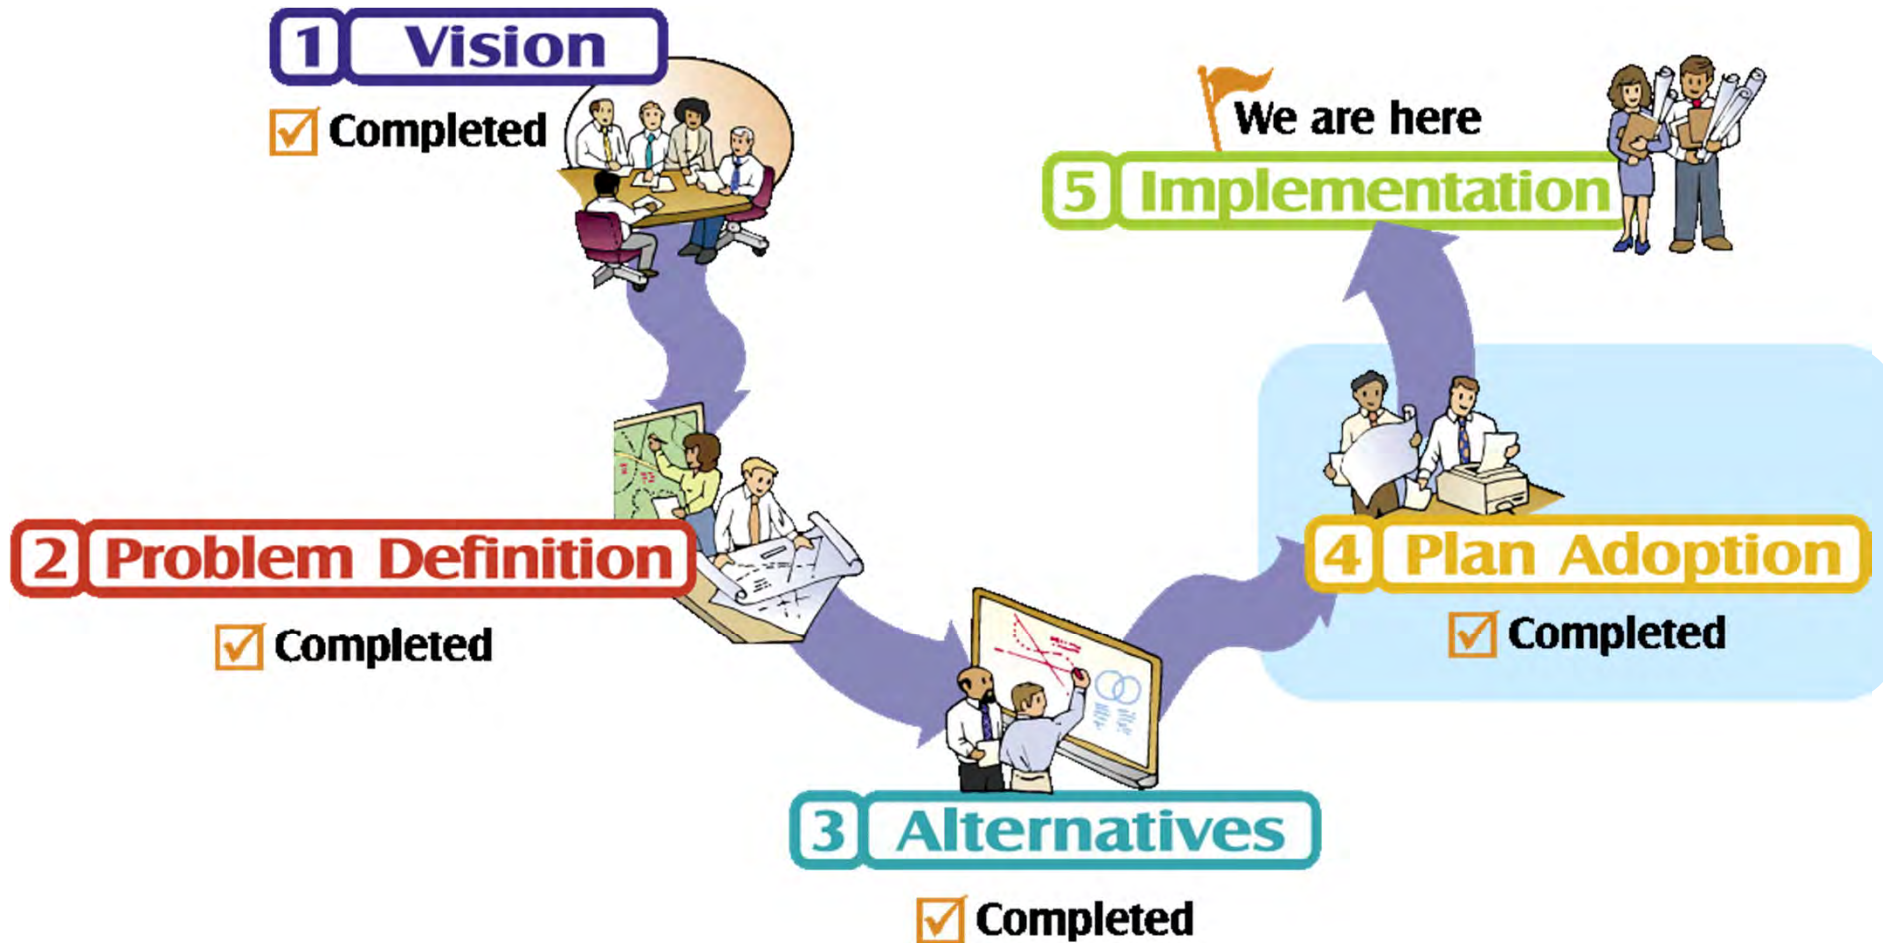 1 Vision
Completed
2 Problem Definition
Completed
3 Alternatives
Completed
4 Plan Adoption
Completed
We are here
5 Implementation